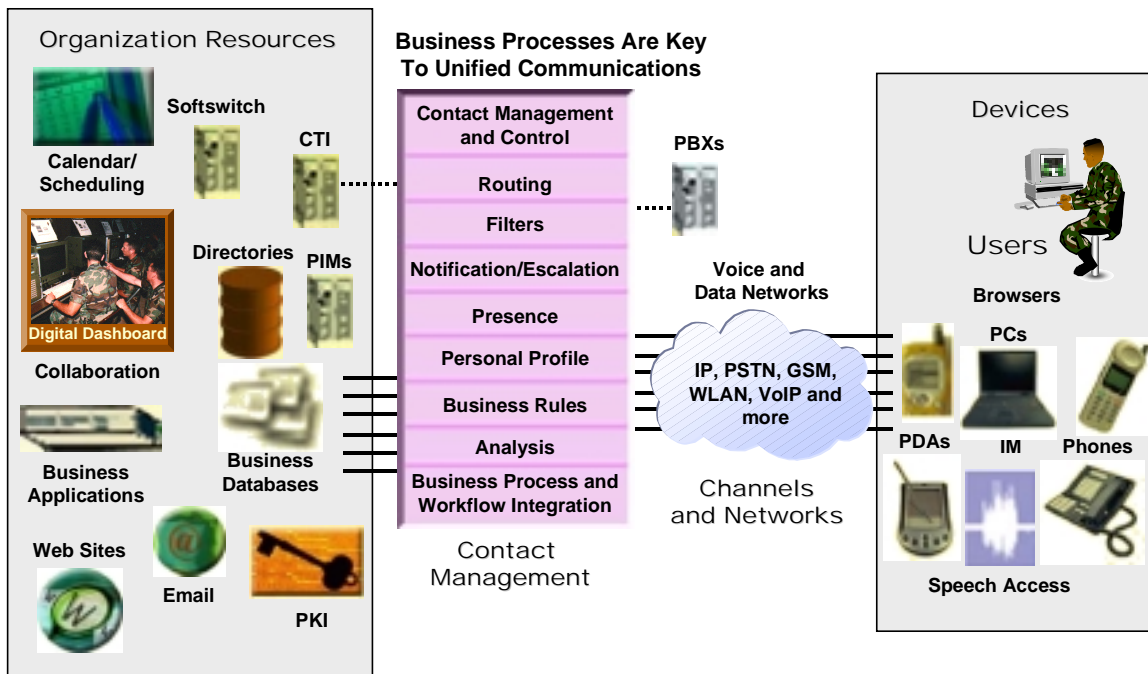 Organization Resources
Softswitch
CTI
Calendar/
Scheduling
Directories
PIMs
Digital Dashboard
Collaboration
Business
Applications
Business
Databases
Web Sites
Email
PKI
Business Processes Are Key
To Unified Communications
Contact Management
and Control
Routing
Filters
Notification/Escalation
Presence
Personal Profile
Business Rules
Analysis
Business Process and
Workflow Integration
Contact
Management
PBXs
Voice and
Data Networks
IP, PSTN, GSM,
WLAN, VoIP and
more
Channels
and Networks
Devices
Users
Browsers
PCs
PDAs
IM
Phones
Speech Access
@
W